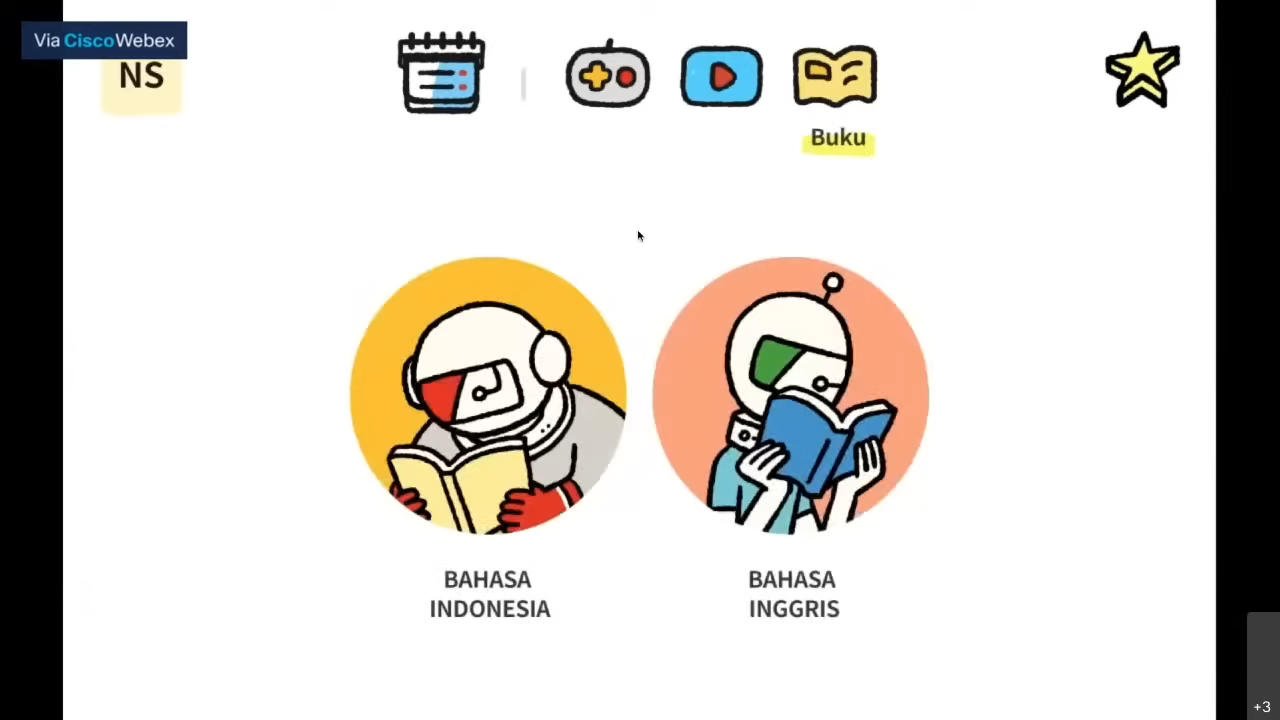 Via CiscoWebex
NS
Buku
BAHASA
INDONESIA
BAHASA
INGGRIS
+3